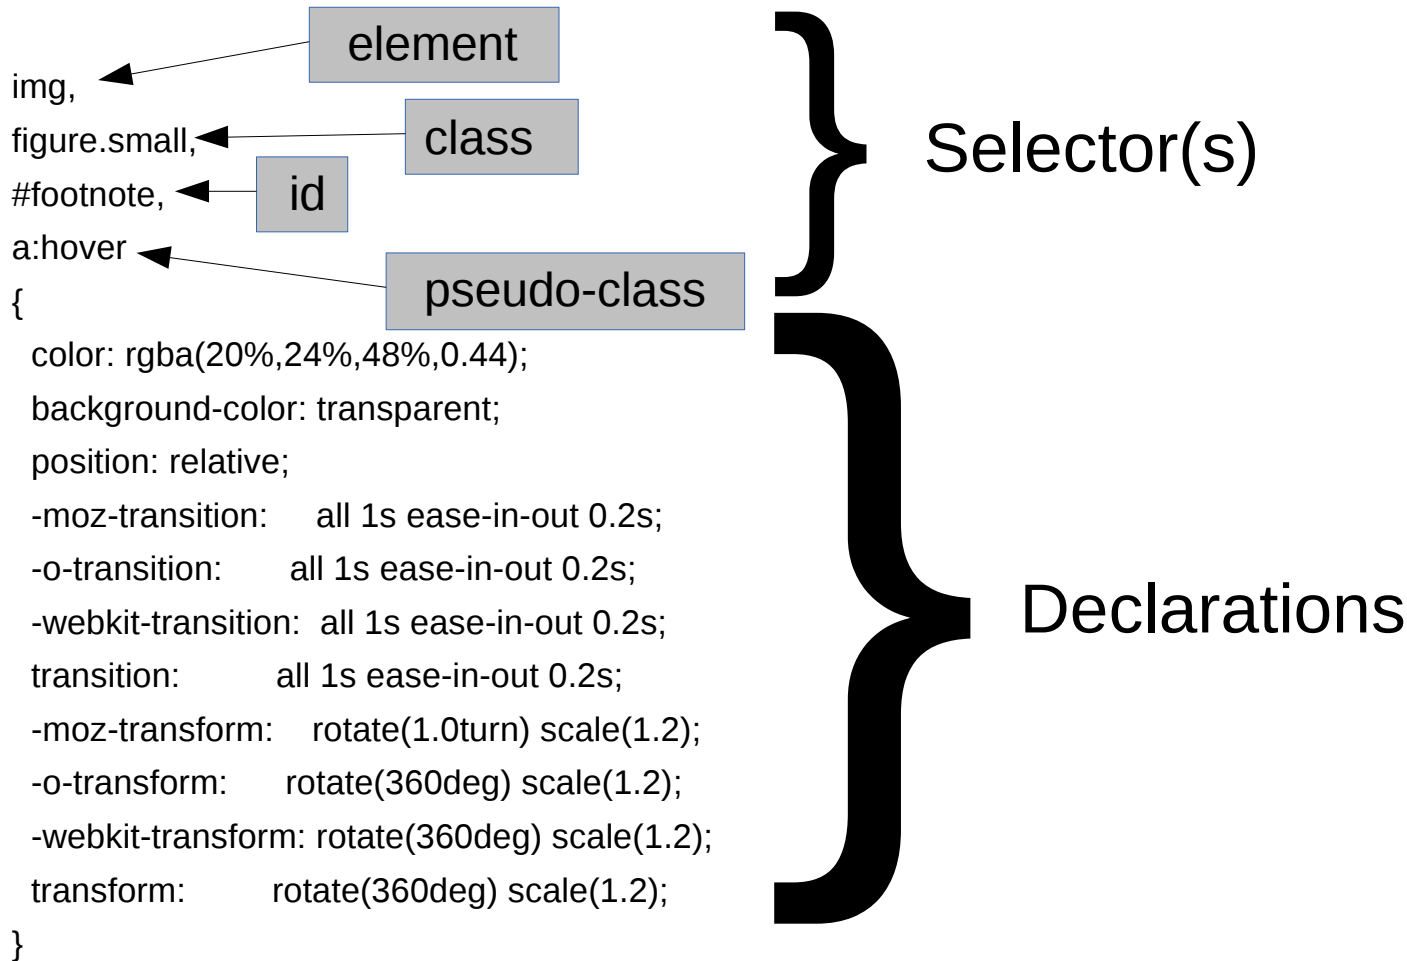 element
img,
figure.small,
class
Selector(s)
#footnote,
id
a:hover
pseudo-class
{
color: rgba(20%,24%,48%,0.44);
background-color: transparent;
position: relative;
-moz-transition: all 1s ease-in-out 0.2s;
-o-transition: all 1s ease-in-out 0.2s;
-webkit-transition: all 1s ease-in-out 0.2s;
transition: all 1s ease-in-out 0.2s;
-moz-transform: rotate(1.0turn) scale(1.2);
-o-transform: rotate(360deg) scale(1.2);
-webkit-transform: rotate(360deg) scale(1.2);
transform: rotate(360deg) scale(1.2);
}
Declarations